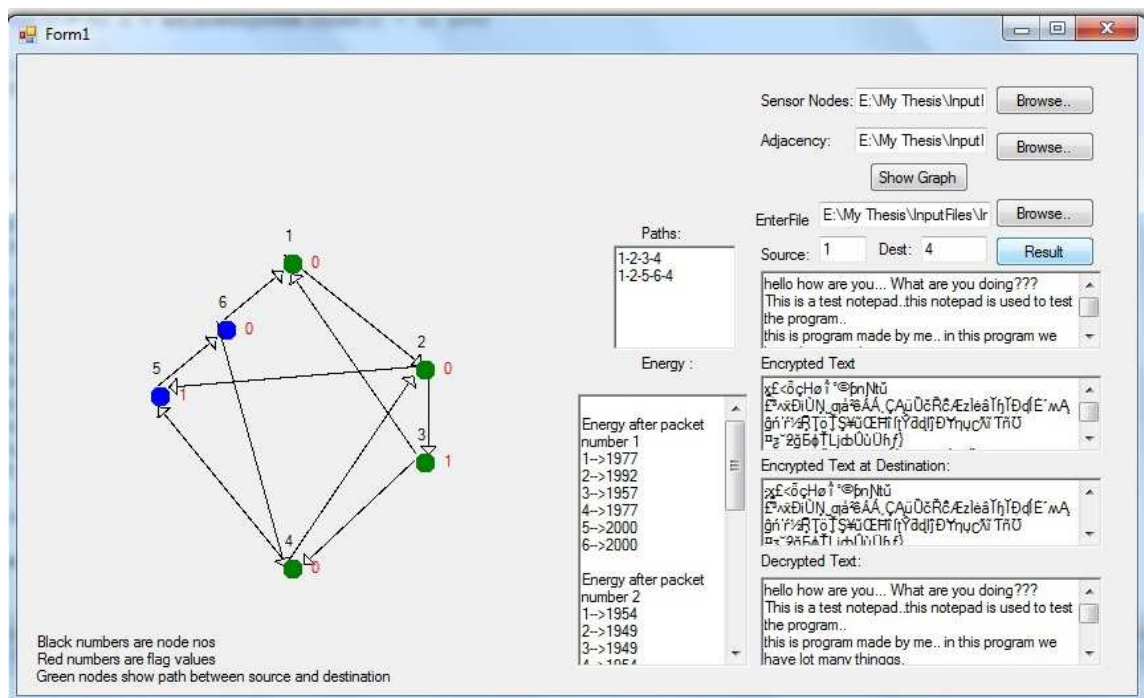 Form1
Sensor Nodes:
E:\My Thesis\InputI
Browse..
Adjacency:
E:\My Thesis\InputI
Browse..
Show Graph
EnterFile
E:\My Thesis\InputFiles\Ir
Browse..
Source:
1
Dest:
4
Result
Paths:
1-2-3-4
1-2-5-6-4
Energy :
Energy after packet
number 1
1-->1977
2-->1992
3-->1957
4-->1977
5-->2000
6-->2000
Energy after packet
number 2
1-->1954
2-->1949
3-->1949
4-->1954
hello how are you... What are you doing???
This is a test notepad..this notepad is used to test
the program..
this is program made by me.. in this program we
Encrypted Text
Encrypted Text at Destination:
Decrypted Text:
hello how are you... What are you doing???
This is a test notepad..this notepad is used to test
the program..
this is program made by me.. in this program we
have lot many thinggs.
1
0
6
0
2
0
5
1
3
1
4
0
Black numbers are node nos
Red numbers are flag values
Green nodes show path between source and destination